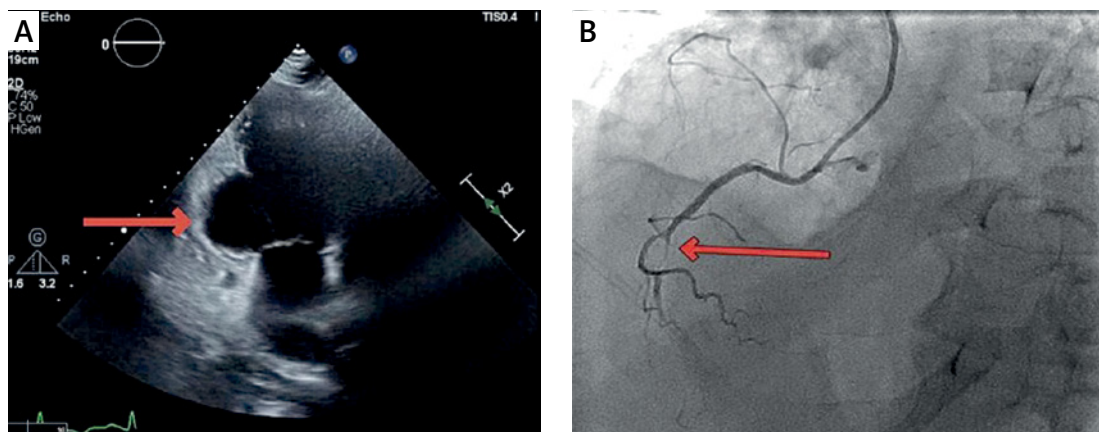 A
Echo
TIS0.4
0
19cm
2D
74%
C 50
P Low
HGen
X2
G
P R
1.6 3.2
B